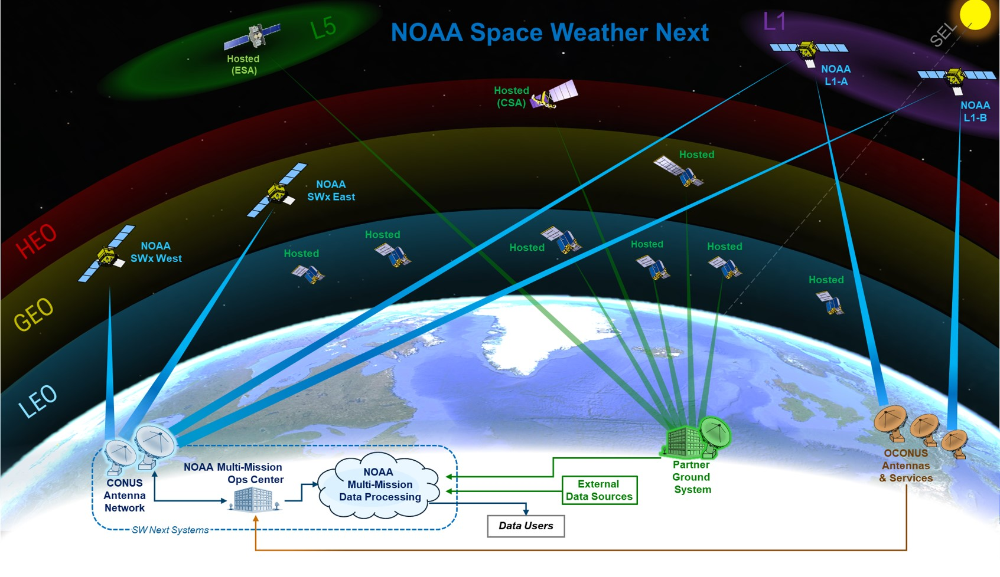 NOAA Space Weather Next
L5
L1
SEL
Hosted
(ESA)
Hosted
(CSA)
NOAA
L1-A
NOAA
L1-B
Hosted
NOAA
SWx East
HEO
NOAA
SWx West
Hosted
Hosted
Hosted
Hosted
Hosted
Hosted
GEO
LEO
CONUS
Antenna
Network
NOAA Multi-Mission
Ops Center
NOAA
Multi-Mission
Data Processing
SW Next Systems
External
Data Sources
Data Users
Partner
Ground
System
OCONUS
Antennas
& Services